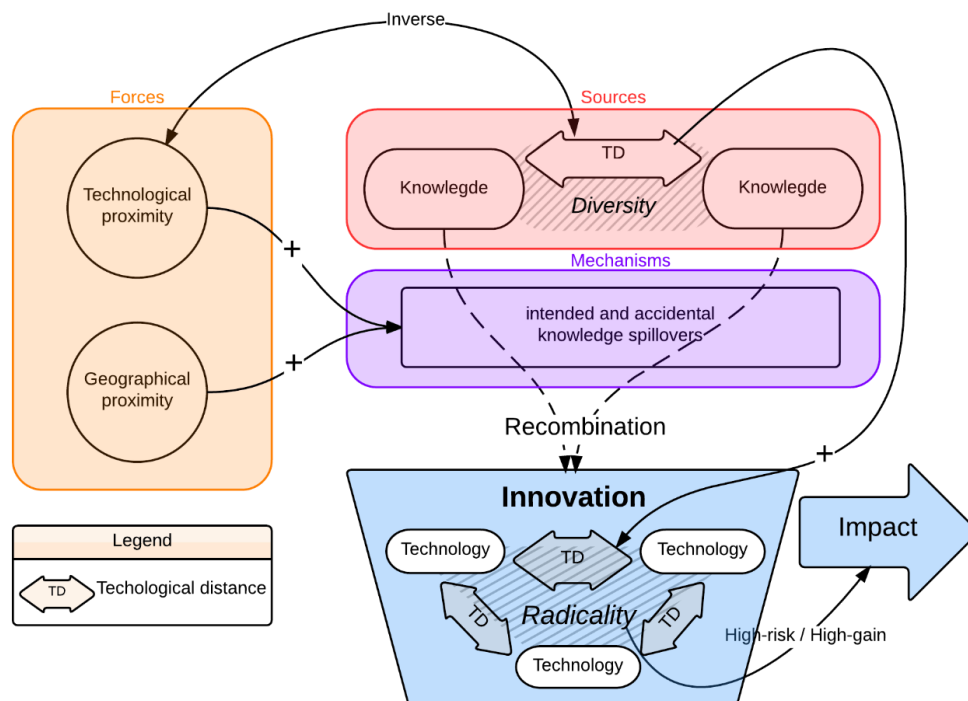 Inverse
Forces
Sources
Technological
proximity
TD
Knowlegde
Knowlegde
Diversity
+
Mechanisms
intended and accidental
knowledge spillovers
+
Geographical
proximity
Recombination
+
Innovation
Impact
Legend
TD
Techological distance
Technology
TD
Technology
TD
Radicality
TD
High-risk / High-gain
Technology